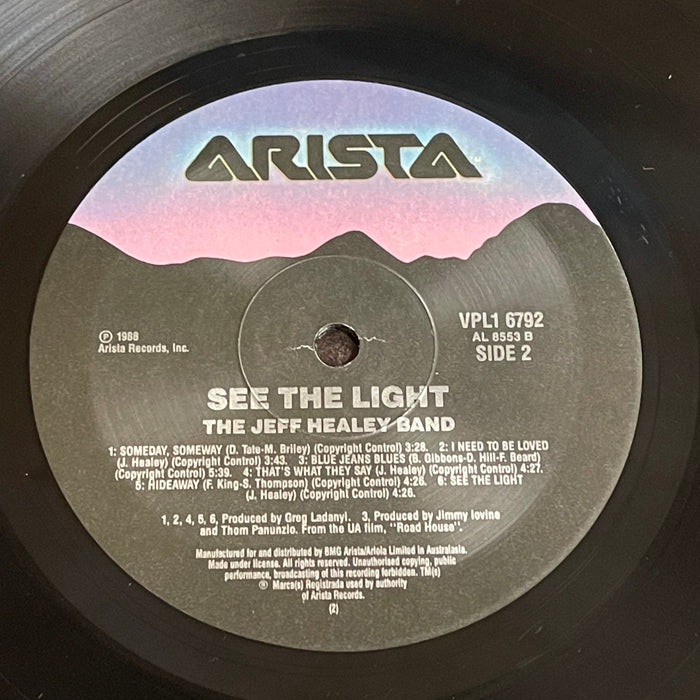 ARISTA
TM
℗ 1988
Arista Records, Inc.
VPL1 6792
AL 8553 B
SIDE 2
SEE THE LIGHT
THE JEFF HEALEY BAND
1: SOMEDAY, SOMEWAY (D. Tate-M. Briley) (Copyright Control) 3:28. 2: I NEED TO BE LOVED
(J. Healey) (Copyright Control) 3:43. 3: BLUE JEANS BLUES (B. Gibbons-D. Hill-F. Beard)
(Copyright Control) 5:39. 4: THAT'S WHAT THEY SAY (J. Healey) (Copyright Control) 4:27.
5: HIDEAWAY (F. King-S. Thompson) (Copyright Control) 4:26. 6: SEE THE LIGHT
(J. Healey) (Copyright Control) 4:26.
1, 2, 4, 5, 6, Produced by Greg Ladanyi. 3, Produced by Jimmy Iovine
and Thom Panunzio. From the UA film, "Road House".
Manufactured for and distributed by BMG Arista/Ariola Limited in Australasia.
Made under license. All rights reserved. Unauthorised copying, public
performance, broadcasting of this recording forbidden. TM(s)
® Marca(s) Registrada used by authority
of Arista Records.
(2)